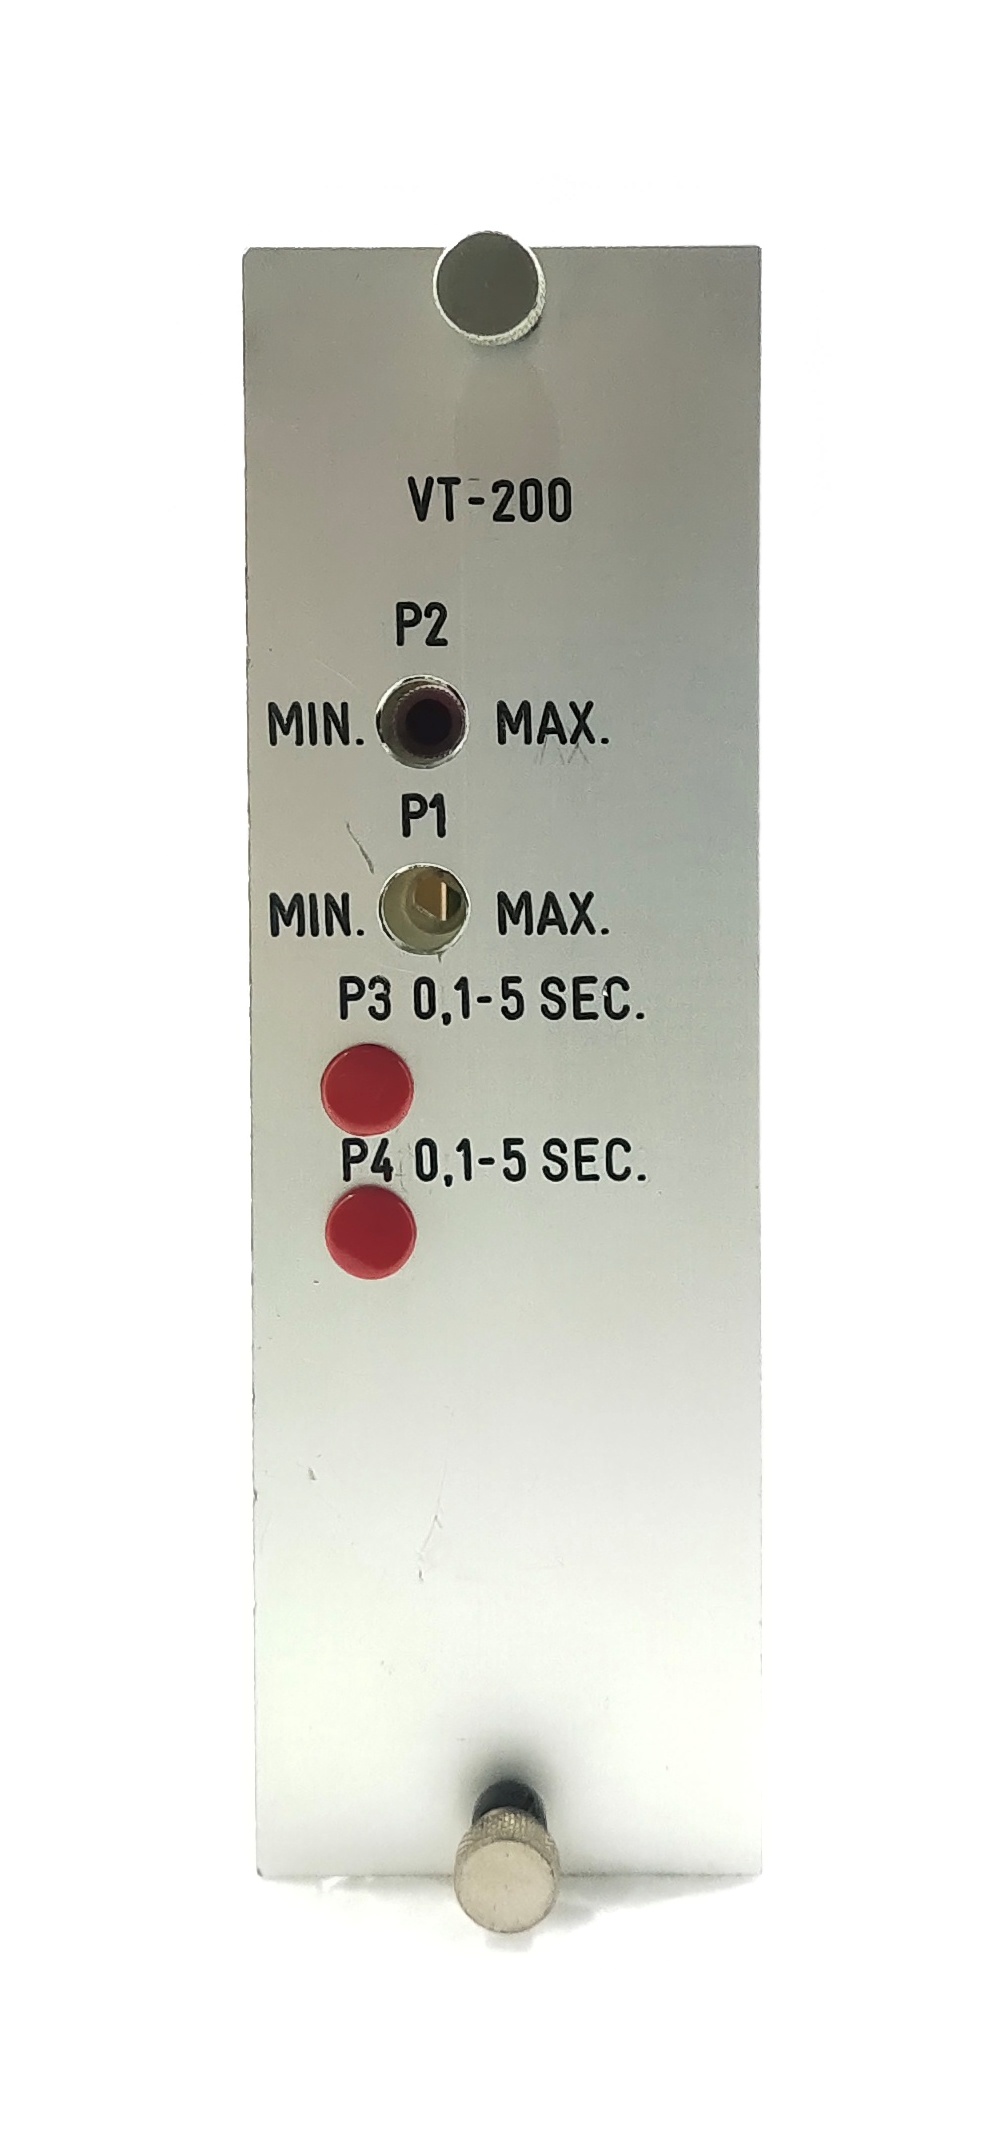 VT-200
P2
MIN. MAX.
P1
MIN. MAX.
P3 0,1-5 SEC.
P4 0,1-5 SEC.